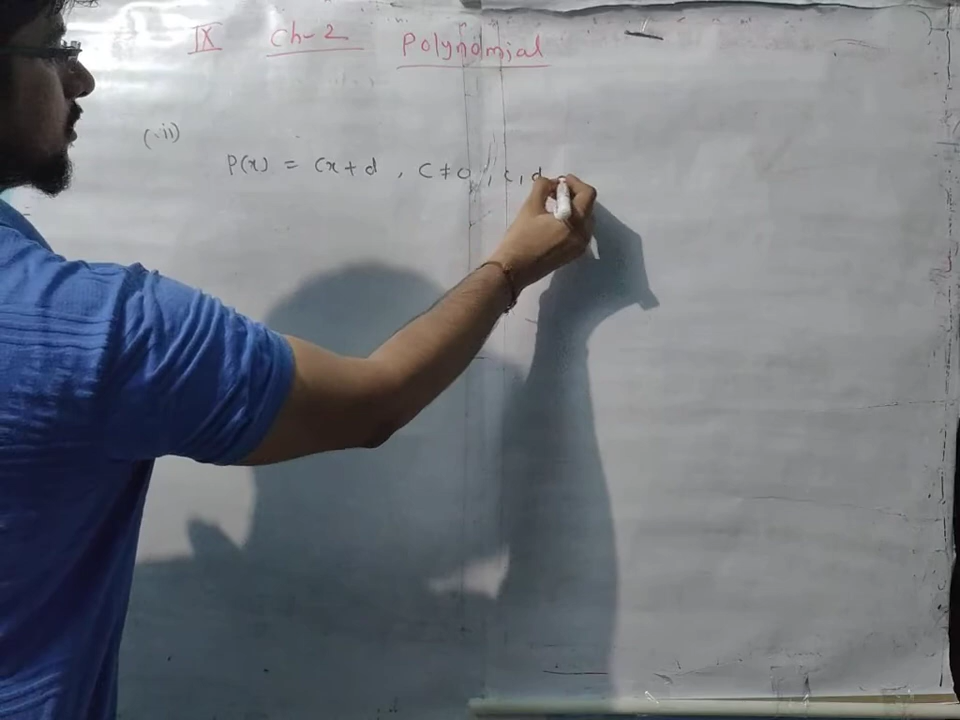 IX Ch-2 Polynomial
(vii)
P(x) = Cx + d , C ≠ 0 , c, d